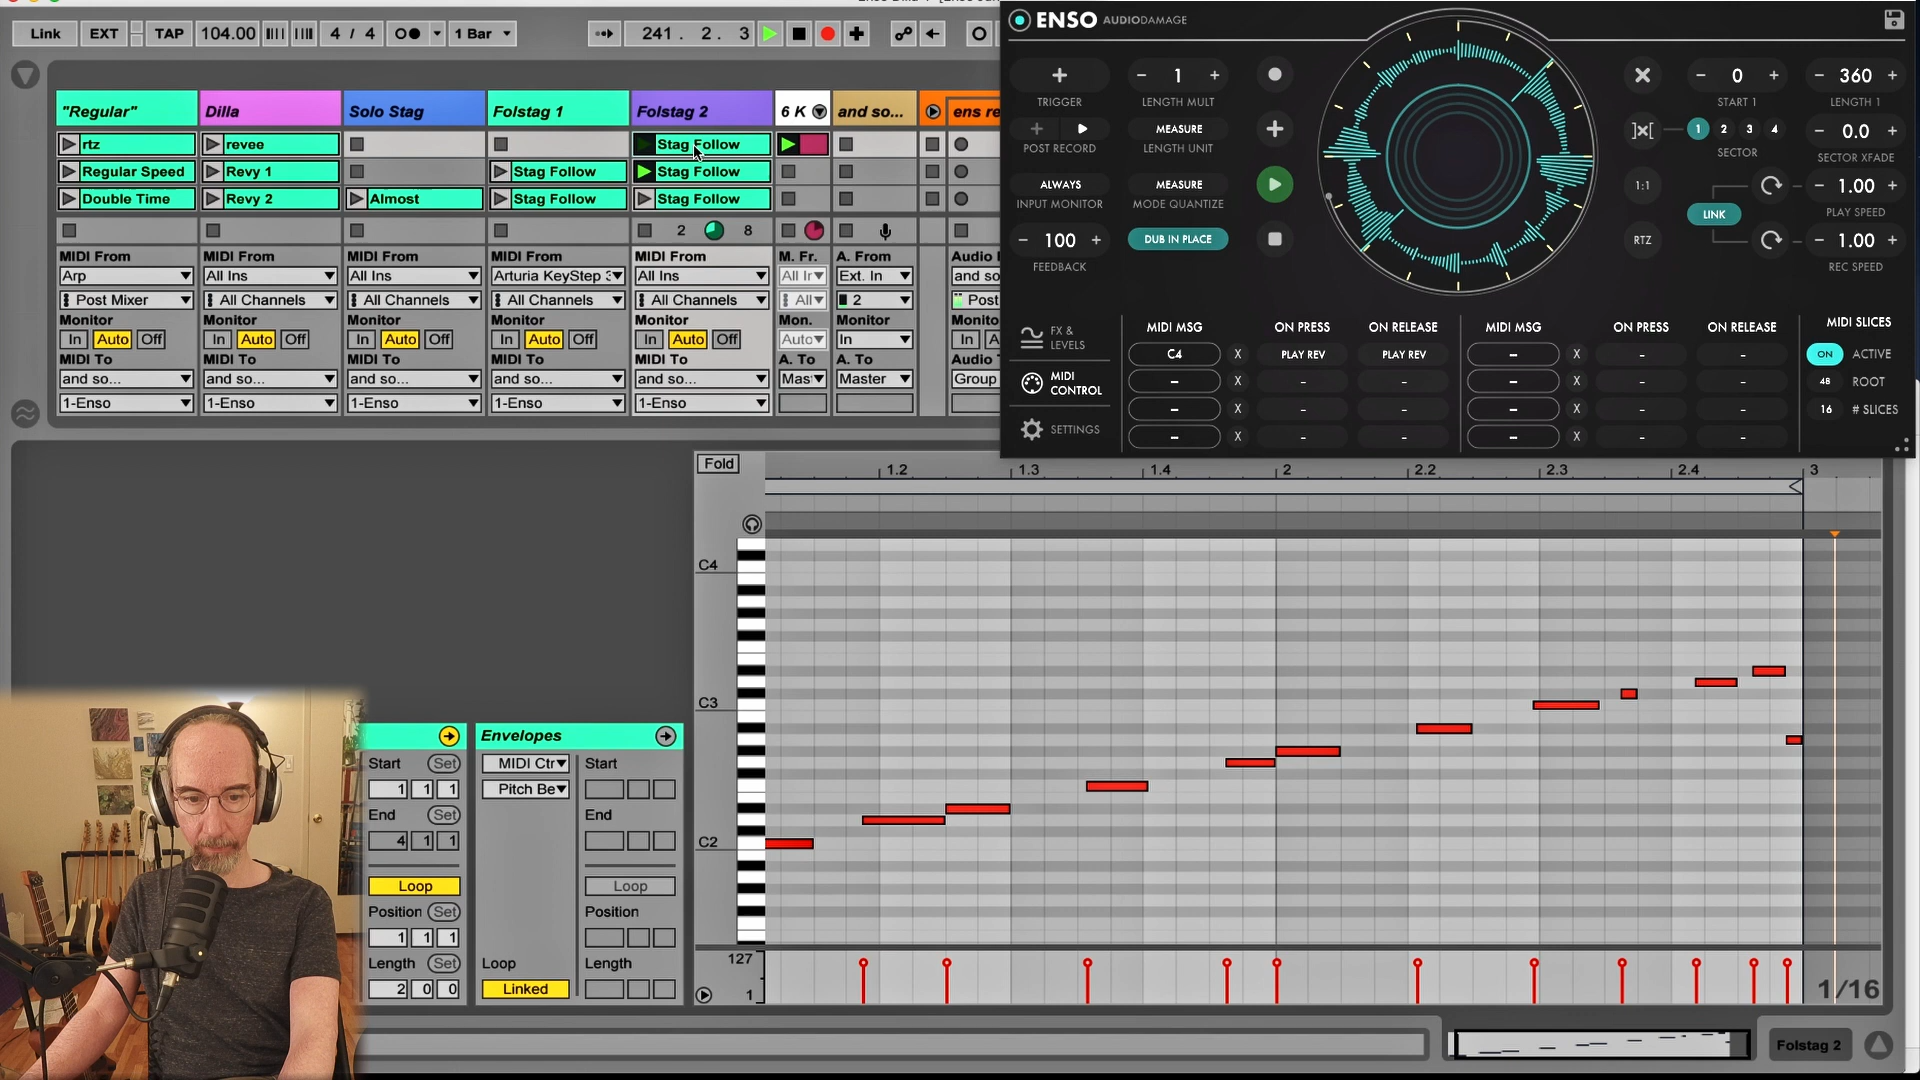 Link EXT TAP 104.00 4 / 4 1 Bar 241. 2. 3
ENSO AUDIODAMAGE
"Regular" Dilla Solo Stag Folstag 1 Folstag 2 6 K and so... ens re
rtz revee Stag Follow
Regular Speed Revy 1 Stag Follow Stag Follow
Double Time Revy 2 Almost Stag Follow Stag Follow
2 8
MIDI From MIDI From MIDI From MIDI From MIDI From M. Fr. A. From Audio
Arp All Ins All Ins Arturia KeyStep All Ins All Ext. In and so
Post Mixer All Channels All Channels All Channels All Channels All 2 Post
Monitor Monitor Monitor Monitor Monitor Mon. Monitor Monito
In Auto Off In Auto Off In Auto Off In Auto Off In Auto Off Auto In In A
MIDI To MIDI To MIDI To MIDI To MIDI To A. To A. To Audio
and so... and so... and so... and so... and so... Mas Master Group
1-Enso 1-Enso 1-Enso 1-Enso 1-Enso
+ - 1 +
TRIGGER LENGTH MULT
+ MEASURE
POST RECORD LENGTH UNIT
ALWAYS MEASURE
INPUT MONITOR MODE QUANTIZE
- 100 + DUB IN PLACE
FEEDBACK
- 0 + - 360 +
START 1 LENGTH 1
]X[ 1 2 3 4 - 0.0 +
SECTOR SECTOR XFADE
1:1 - 1.00 +
LINK PLAY SPEED
RTZ - 1.00 +
REC SPEED
FX & LEVELS
MIDI CONTROL
SETTINGS
MIDI MSG ON PRESS ON RELEASE MIDI MSG ON PRESS ON RELEASE MIDI SLICES
C4 X PLAY REV PLAY REV - X - - ON ACTIVE
- X - - - X - - 48 ROOT
- X - - - X - - 16 # SLICES
- X - - - X - -
Fold 1.2 1.3 1.4 2 2.2 2.3 2.4 3
C4
C3
C2
127
1
1/16
Envelopes
Start Set MIDI Ctr Start
1 1 1 Pitch Be
End Set End
4 1 1
Loop Loop
Position Set Position
1 1 1
Length Set Loop Length
2 0 0 Linked
Folstag 2